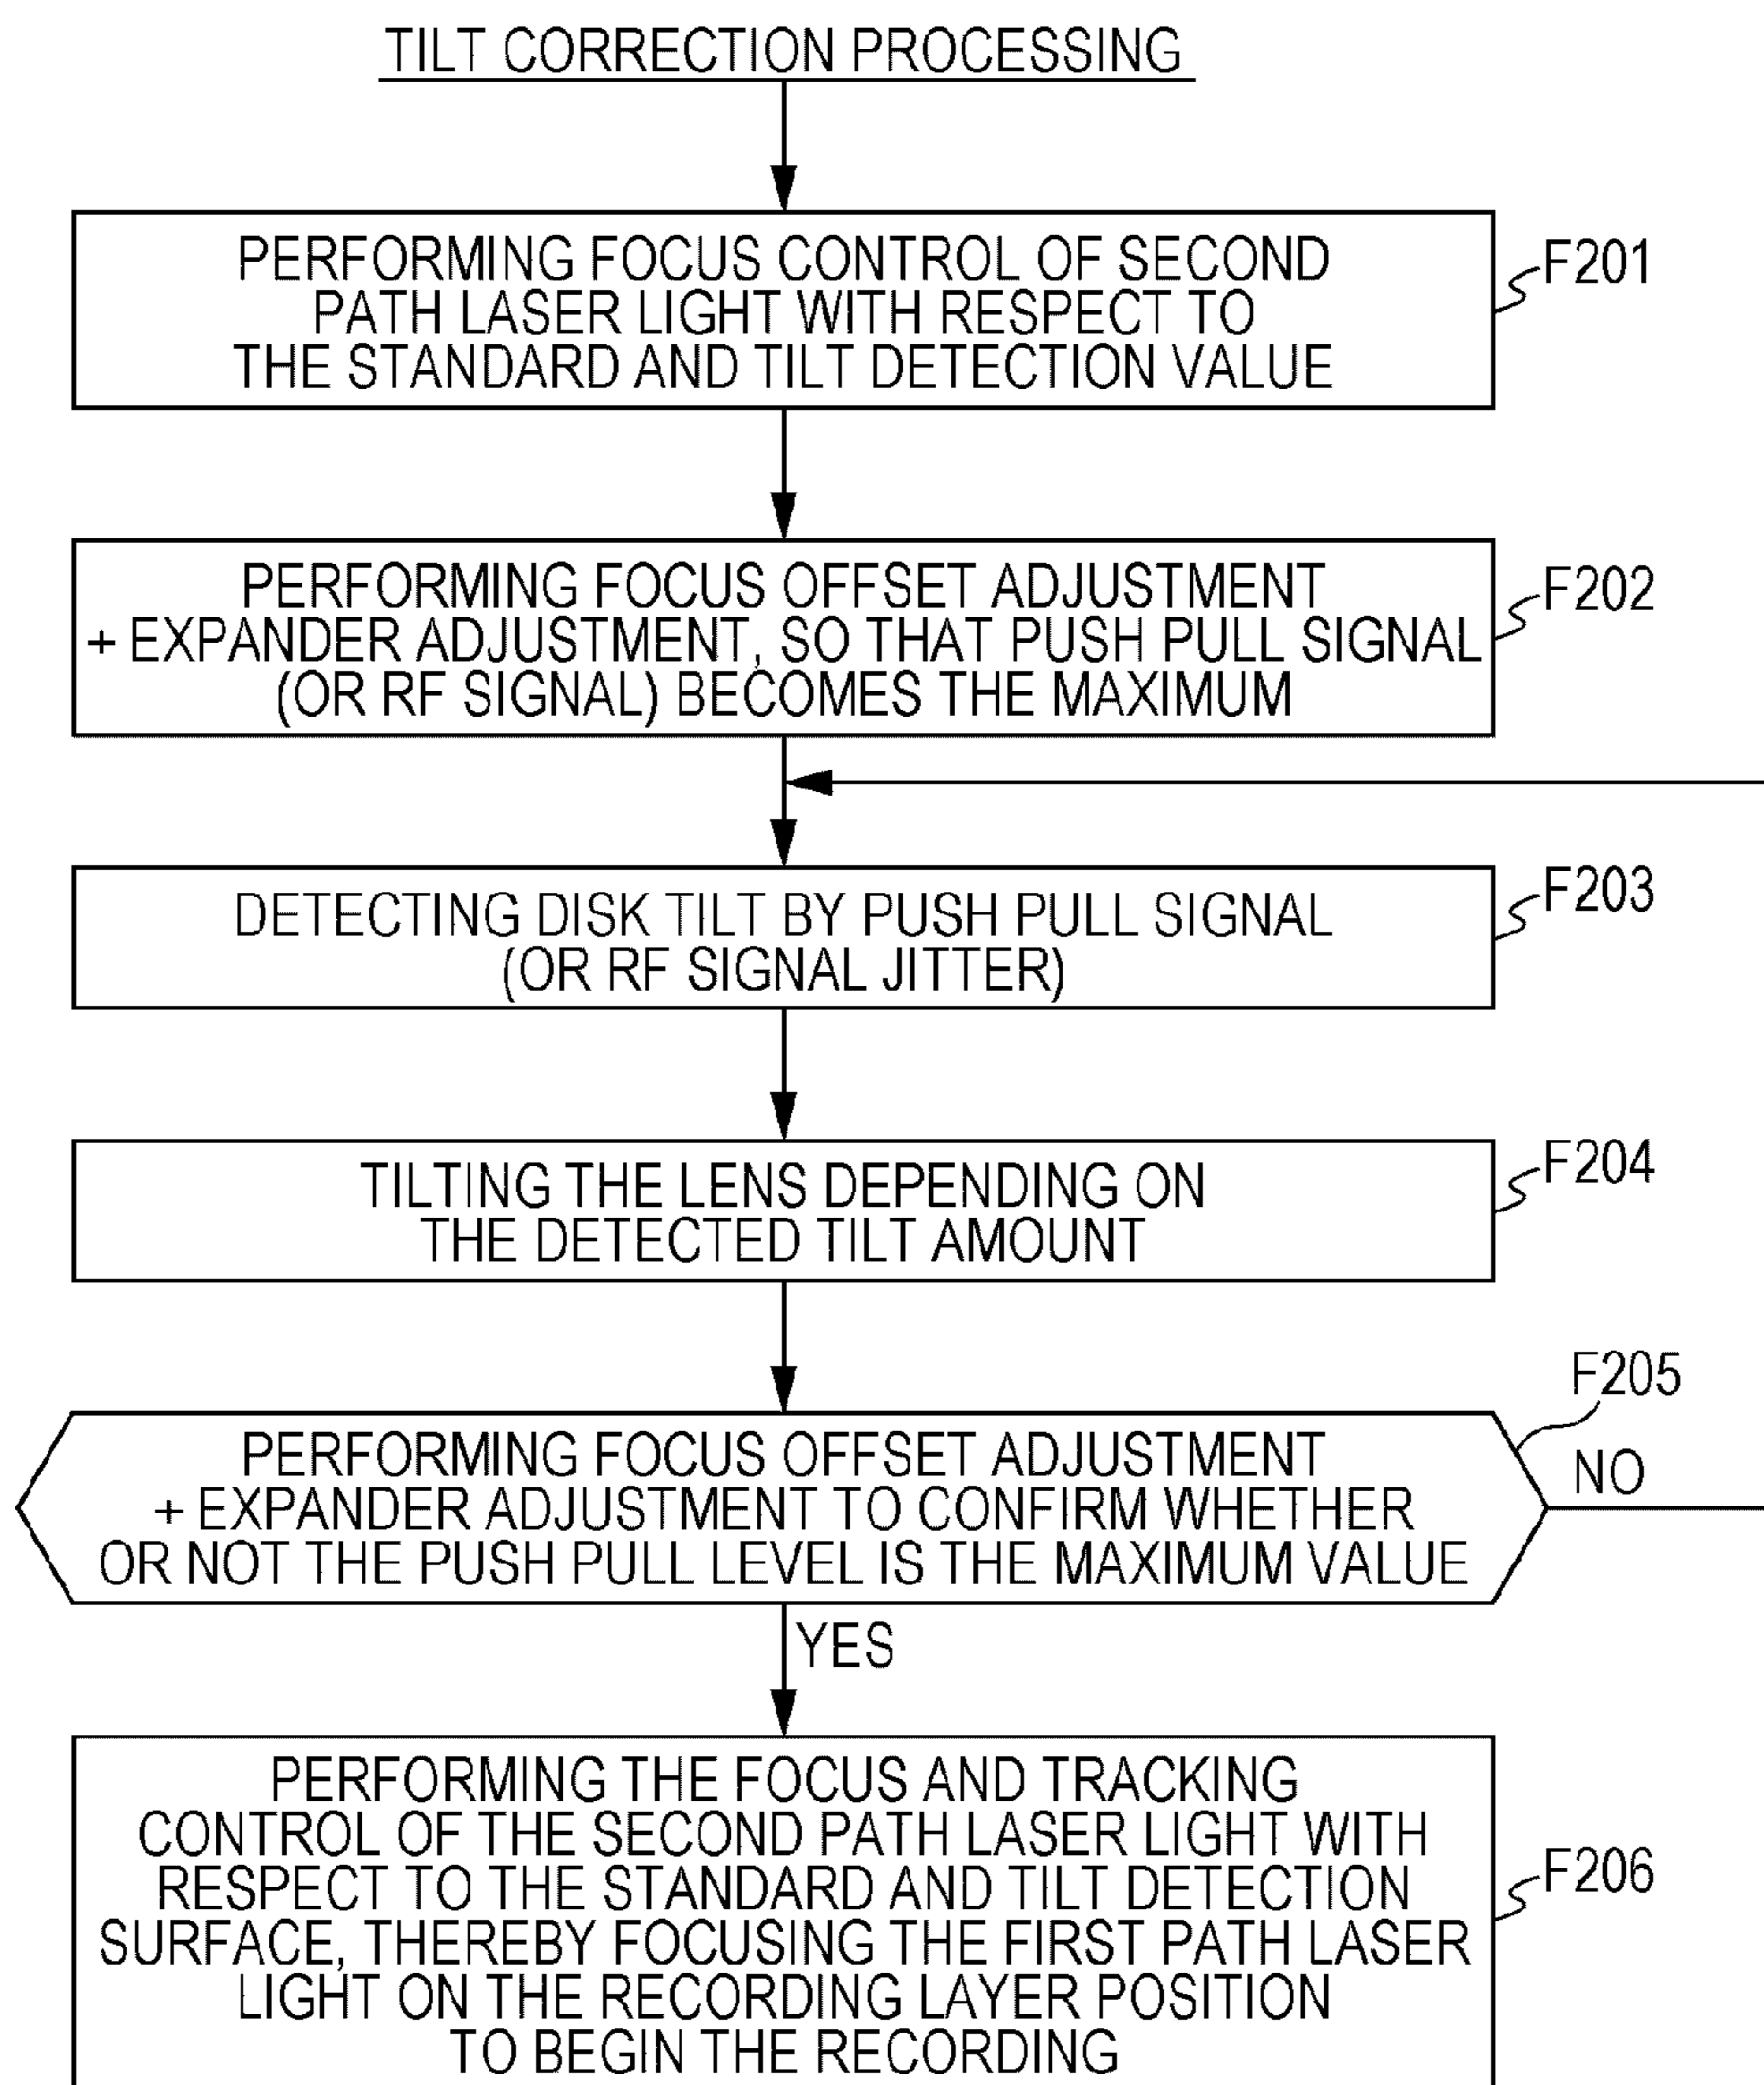 TILT CORRECTION PROCESSING
PERFORMING FOCUS CONTROL OF SECOND
PATH LASER LIGHT WITH RESPECT TO
THE STANDARD AND TILT DETECTION VALUE
F201
PERFORMING FOCUS OFFSET ADJUSTMENT
+ EXPANDER ADJUSTMENT, SO THAT PUSH PULL SIGNAL
(OR RF SIGNAL) BECOMES THE MAXIMUM
F202
DETECTING DISK TILT BY PUSH PULL SIGNAL
(OR RF SIGNAL JITTER)
F203
TILTING THE LENS DEPENDING ON
THE DETECTED TILT AMOUNT
F204
F205
PERFORMING FOCUS OFFSET ADJUSTMENT
+ EXPANDER ADJUSTMENT TO CONFIRM WHETHER
OR NOT THE PUSH PULL LEVEL IS THE MAXIMUM VALUE
NO
YES
PERFORMING THE FOCUS AND TRACKING
CONTROL OF THE SECOND PATH LASER LIGHT WITH
RESPECT TO THE STANDARD AND TILT DETECTION
SURFACE, THEREBY FOCUSING THE FIRST PATH LASER
LIGHT ON THE RECORDING LAYER POSITION
TO BEGIN THE RECORDING
F206